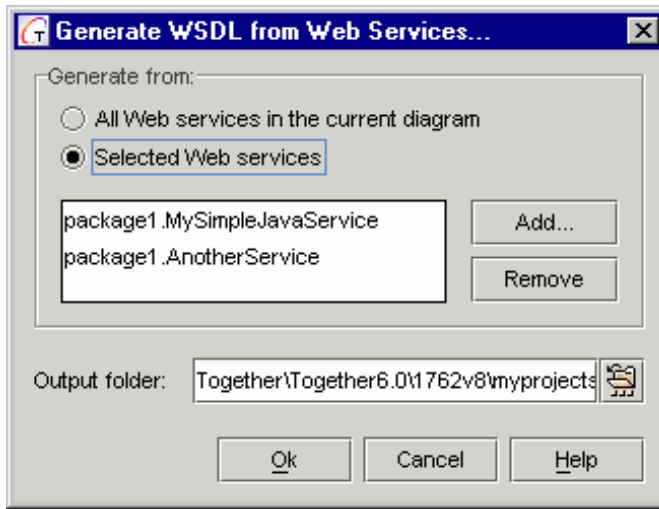 Generate WSDL from Web Services...
Generate from:
All Web services in the current diagram
Selected Web services
package1.MySimpleJavaService
package1.AnotherService
Add...
Remove
Output folder:
Together\Together6.0\1762v8\myprojects
Ok
Cancel
Help